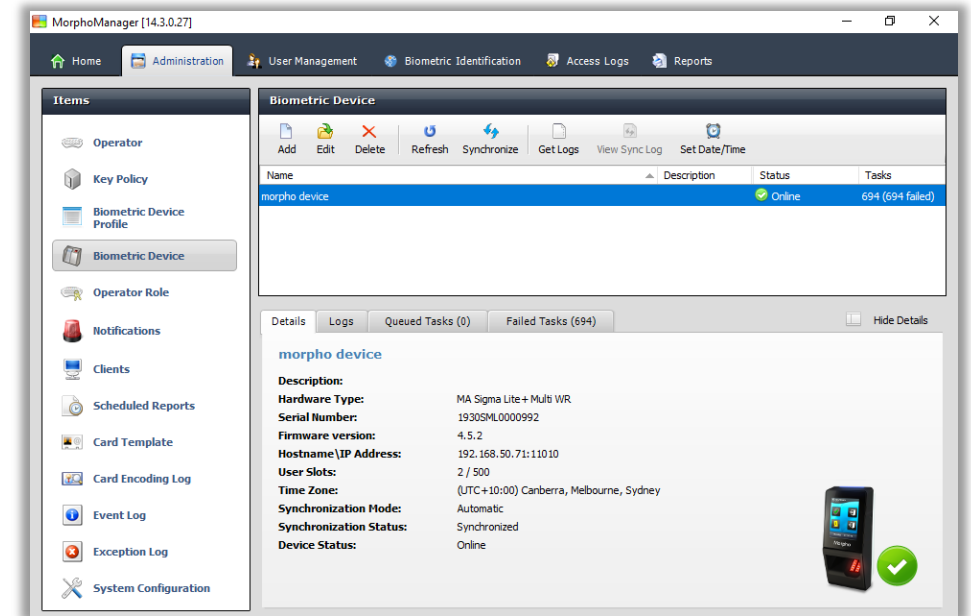 MorphoManager [14.3.0.27]
Home Administration User Management Biometric Identification Access Logs Reports
Items
Operator
Key Policy
Biometric Device
Profile
Biometric Device
Operator Role
Notifications
Clients
Scheduled Reports
Card Template
Card Encoding Log
Event Log
Exception Log
System Configuration
Biometric Device
Add Edit Delete Refresh Synchronize Get Logs View Sync Log Set Date/Time
Name Description Status Tasks
morpho device Online 694 (694 failed)
Details Logs Queued Tasks (0) Failed Tasks (694) Hide Details
morpho device
Description:
Hardware Type: MA Sigma Lite + Multi WR
Serial Number: 1930SML0000992
Firmware version: 4.5.2
Hostname\IP Address: 192.168.50.71:11010
User Slots: 2 / 500
Time Zone: (UTC+10:00) Canberra, Melbourne, Sydney
Synchronization Mode: Automatic
Synchronization Status: Synchronized
Device Status: Online
Morpho